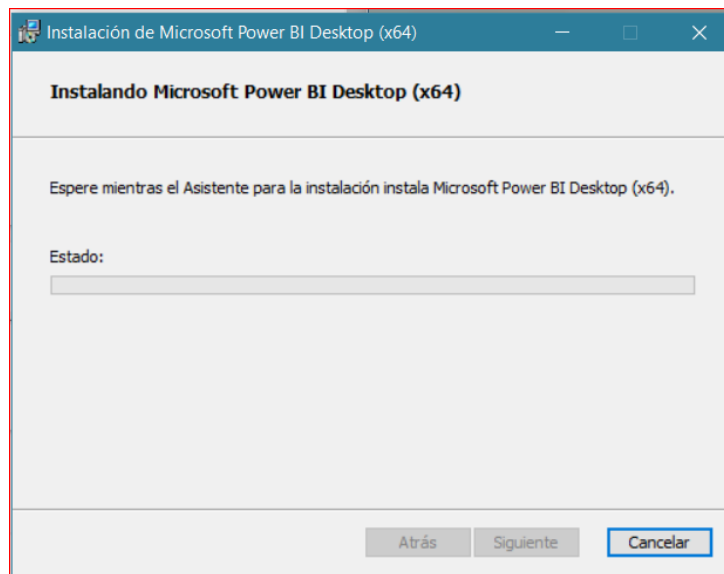 Instalación de Microsoft Power BI Desktop (x64)
Instalando Microsoft Power BI Desktop (x64)
Espere mientras el Asistente para la instalación instala Microsoft Power BI Desktop (x64).
Estado:
Atrás Siguiente Cancelar